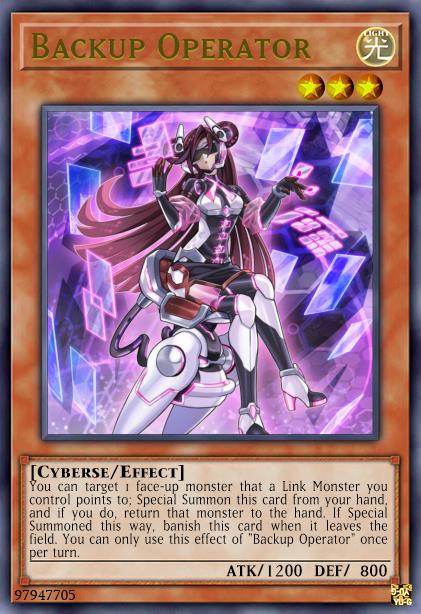 BACKUP OPERATOR
LIGHT
光
[CYBERSE/EFFECT]
You can target 1 face-up monster that a Link Monster you
control points to; Special Summon this card from your hand,
and if you do, return that monster to the hand. If Special
Summoned this way, banish this card when it leaves the
field. You can only use this effect of "Backup Operator" once
per turn.
ATK/1200 DEF/ 800
97947705